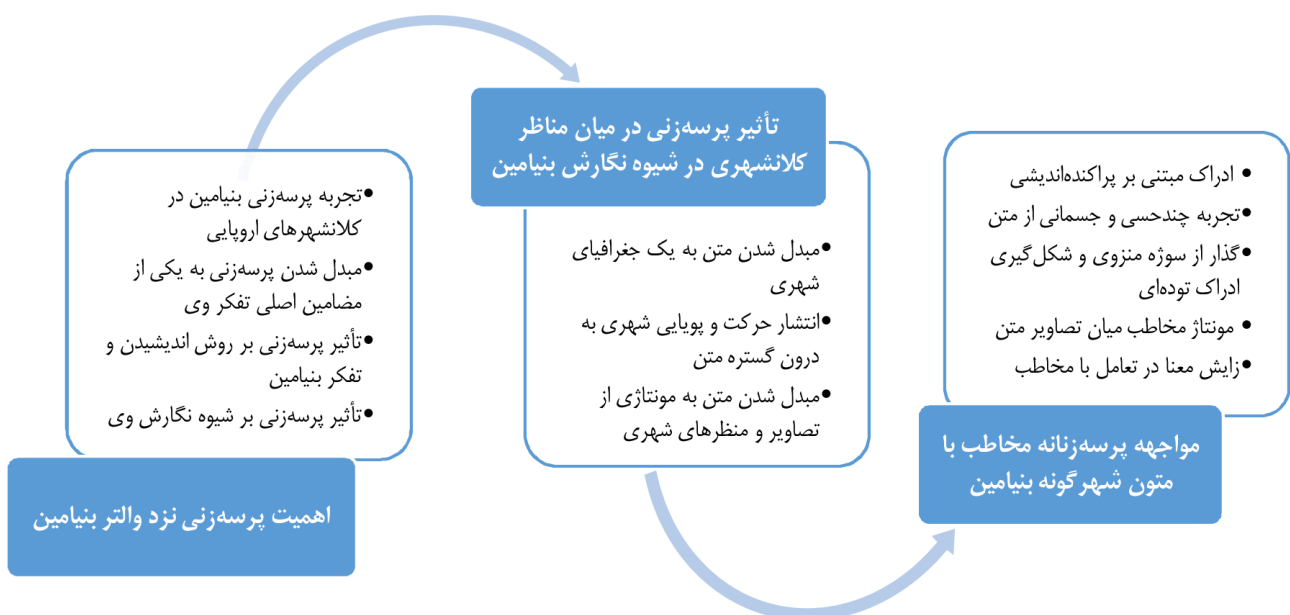 •تجربه پرسه‌زنی بنیامین در
کلانشهرهای اروپایی
•مبدل شدن پرسه‌زنی به یکی از
مضامین اصلی تفکر وی
•تأثیر پرسه‌زنی بر روش اندیشیدن و
تفکر بنیامین
•تأثیر پرسه‌زنی بر شیوه نگارش وی
اهمیت پرسه‌زنی نزد والتر بنیامین
تأثیر پرسه‌زنی در میان مناظر
کلانشهری در شیوه نگارش بنیامین
•مبدل شدن متن به یک جغرافیای
شهری
•انتشار حرکت و پویایی شهری به
درون گستره متن
•مبدل شدن متن به مونتاژی از
تصاویر و منظرهای شهری
• ادراک مبتنی بر پراکنده‌اندیشی
•تجربه چندحسی و جسمانی از متن
•گذار از سوژه منزوی و شکل‌گیری
ادراک توده‌ای
• مونتاژ مخاطب میان تصاویر متن
•زایش معنا در تعامل با مخاطب
مواجهه پرسه‌زنانه مخاطب با
متون شهرگونه بنیامین